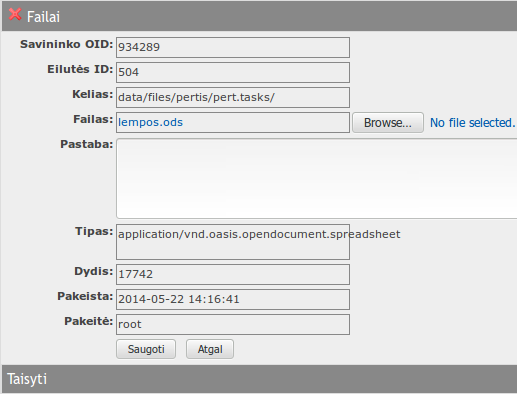 Failai
Savininko OID: 934289
Eilutės ID: 504
Kelias: data/files/pertis/pert.tasks/
Failas: lempos.ods Browse... No file selected.
Pastaba:
Tipas: application/vnd.oasis.opendocument.spreadsheet
Dydis: 17742
Pakeista: 2014-05-22 14:16:41
Pakeitė: root
Saugoti Atgal
Taisyti